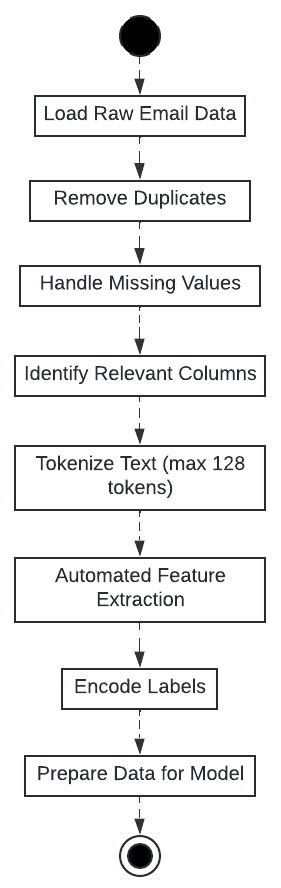 Load Raw Email Data
Remove Duplicates
Handle Missing Values
Identify Relevant Columns
Tokenize Text (max 128
tokens)
Automated Feature
Extraction
Encode Labels
Prepare Data for Model